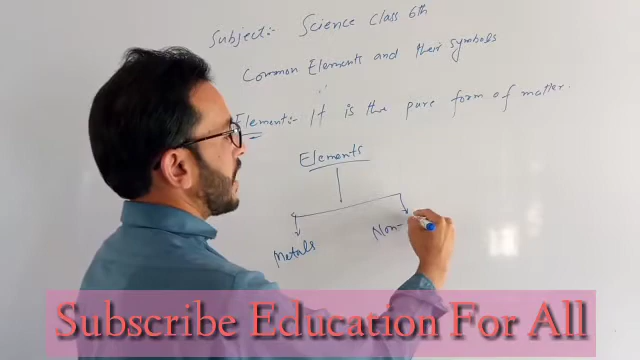 Subject:- Science class 6th
Common Elements and their symbols
Element:- It is the pure form of matter.
Elements
Metals Non-
Subscribe Education For All